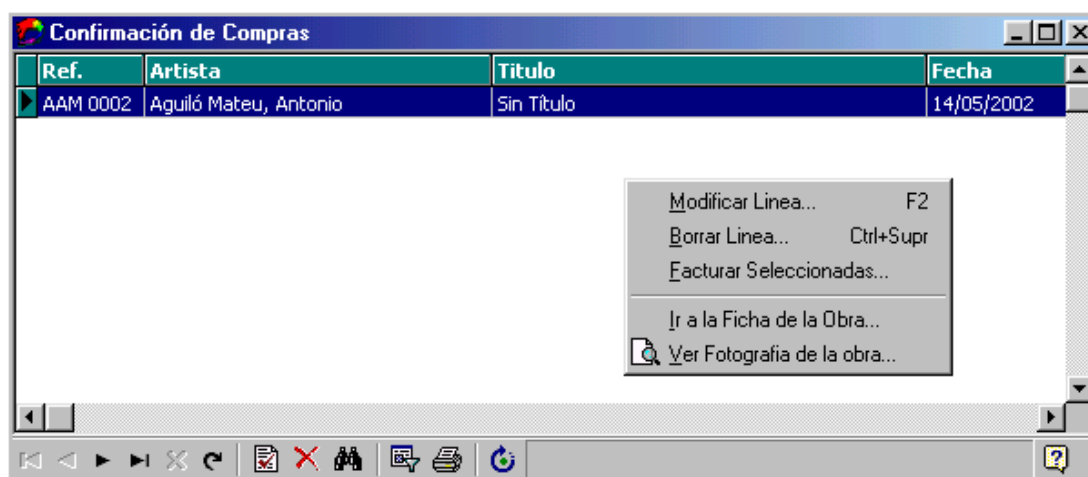 Confirmación de Compras
Ref. Artista Titulo Fecha
AAM 0002 Aguiló Mateu, Antonio Sin Título 14/05/2002
Modificar Linea... F2
Borrar Linea... Ctrl+Supr
Facturar Seleccionadas...
Ir a la Ficha de la Obra...
Ver Fotografia de la obra...